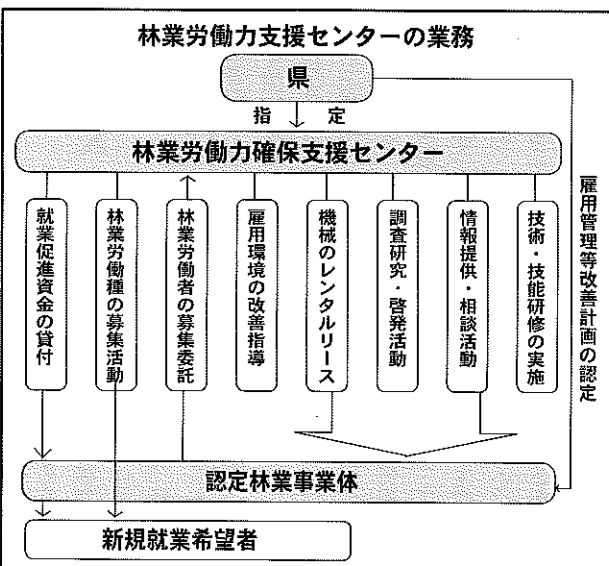 林業労働力支援センターの業務
県
指定
林業労働力確保支援センター
就業促進資金の貸付
林業労働種の募集活動
林業労働者の募集委託
雇用環境の改善指導
機械のレンタルリース
調査研究・啓発活動
情報提供・相談活動
技術・技能研修の実施
雇用管理等改善計画の認定
認定林業事業体
新規就業希望者